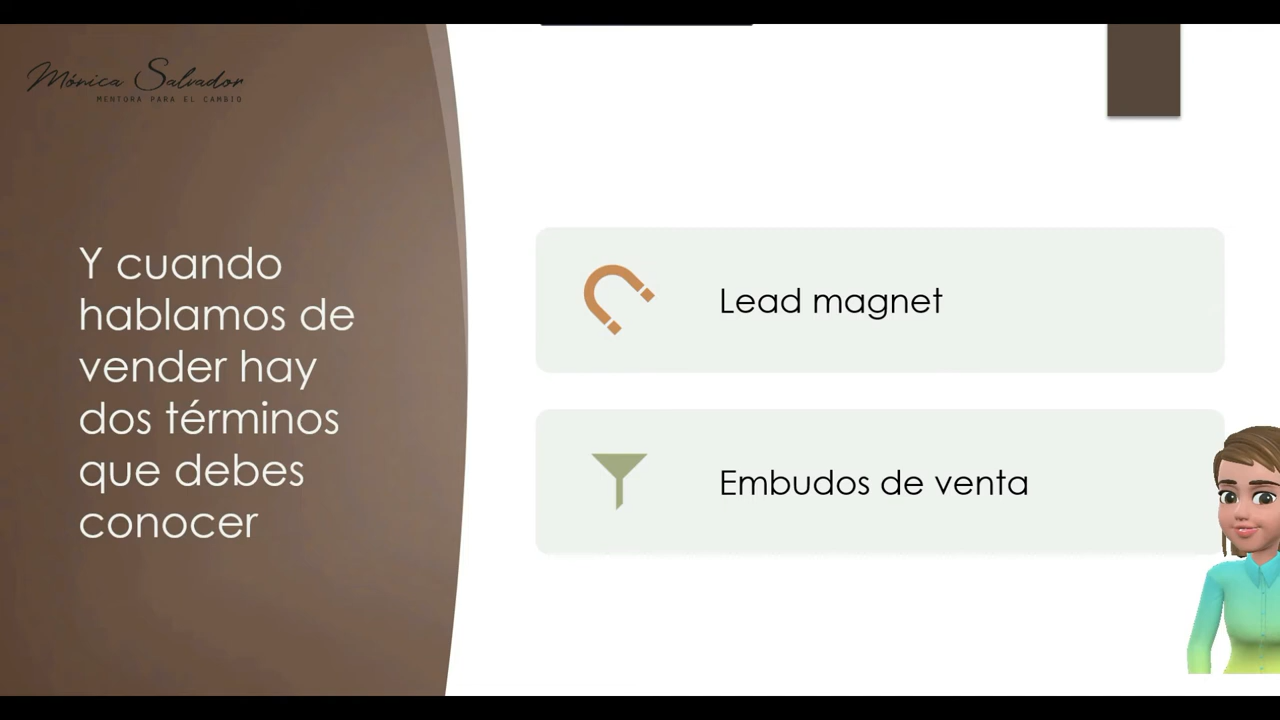 Mónica Salvador
MENTORA PARA EL CAMBIO
Y cuando
hablamos de
vender hay
dos términos
que debes
conocer
Lead magnet
Embudos de venta